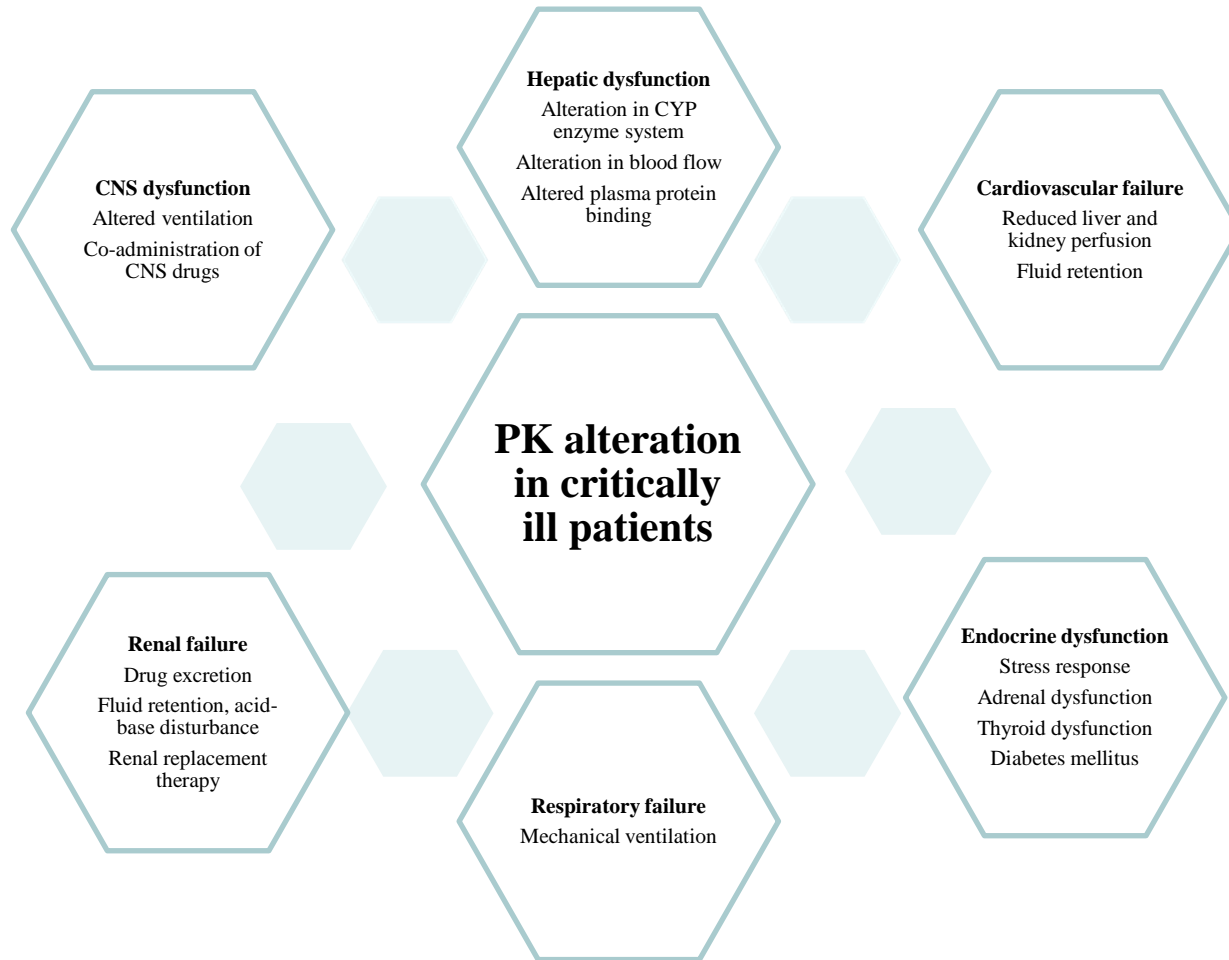 Hepatic dysfunction
Alteration in CYP
enzyme system
Alteration in blood flow
Altered plasma protein
binding
CNS dysfunction
Altered ventilation
Co-administration of
CNS drugs
Cardiovascular failure
Reduced liver and
kidney perfusion
Fluid retention
PK alteration
in critically
ill patients
Renal failure
Drug excretion
Fluid retention, acid-
base disturbance
Renal replacement
therapy
Endocrine dysfunction
Stress response
Adrenal dysfunction
Thyroid dysfunction
Diabetes mellitus
Respiratory failure
Mechanical ventilation